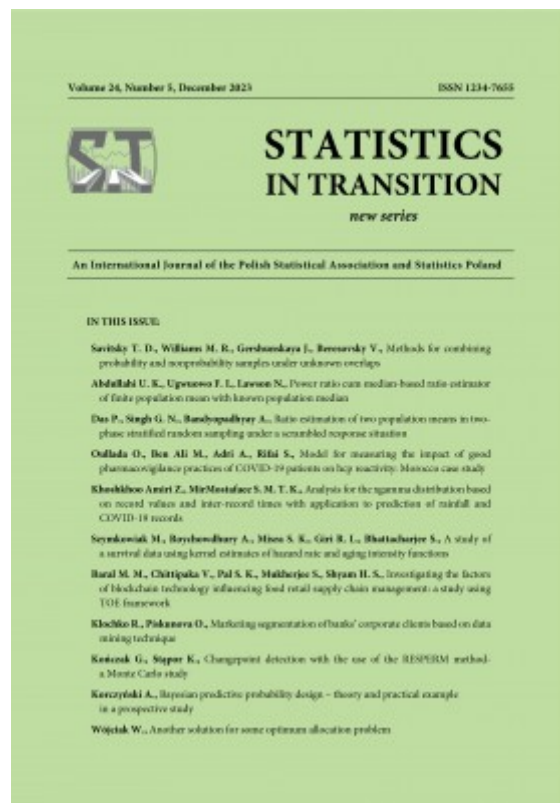 Volume 24, Number 5, December 2023 ISSN 1234-7655
STATISTICS
IN TRANSITION
new series
An International Journal of the Polish Statistical Association and Statistics Poland
IN THIS ISSUE:
Savitsky T. D., Williams M. R., Gershunskaya J., Beresovsky V., Methods for combining
probability and nonprobability samples under unknown overlaps
Abdullahi U. K., Ugwuowo F. I., Lawson N., Power ratio cum median-based ratio estimator
of finite population mean with known population median
Das P., Singh G. N., Bandyopadhyay A., Ratio estimation of two population means in two-
phase stratified random sampling under a scrambled response situation
Oullada O., Ben Ali M., Adri A., Rifai S., Model for measuring the impact of good
pharmacovigilance practices of COVID-19 patients on hcp reactivity. Morocco case study
Khoshkhoo Amiri Z., MirMostafaee S. M. T. K., Analysis for the xgamma distribution based
on record values and inter-record times with application to prediction of rainfall and
COVID-19 records
Szymkowiak M., Roychowdhury A., Misra S. K., Giri R. L., Bhattacharjee S., A study of
a survival data using kernel estimates of hazard rate and aging intensity functions
Baral M. M., Chittipaka V., Pal S. K., Mukherjee S., Shyam H. S., Investigating the factors
of blockchain technology influencing food retail supply chain management: a study using
TOE framework
Klochko R., Piskunova O., Marketing segmentation of banks' corporate clients based on data
mining technique
Kończak G., Stąpor K., Changepoint detection with the use of the RESPERM method-
a Monte Carlo study
Korczyński A., Bayesian predictive probability design – theory and practical example
in a prospective study
Wójciak W., Another solution for some optimum allocation problem